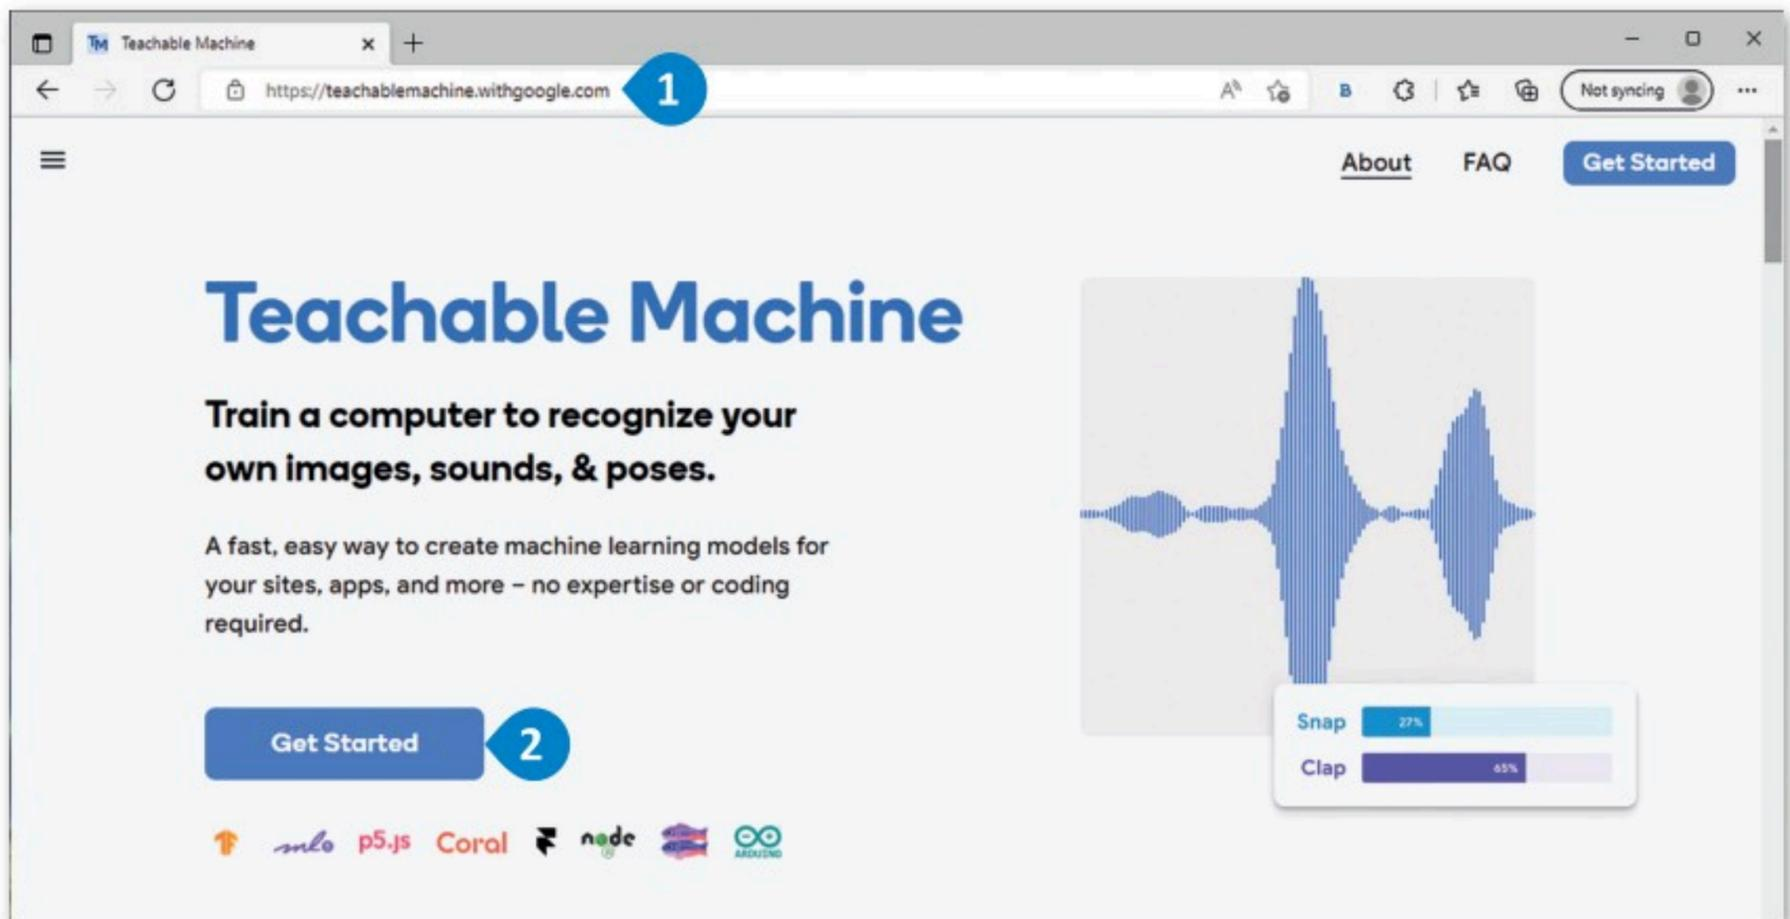 Teachable Machine
https://teachablemachine.withgoogle.com
1
B
Not syncing
About
FAQ
Get Started
Teachable Machine
Train a computer to recognize your
own images, sounds, & poses.
A fast, easy way to create machine learning models for
your sites, apps, and more – no expertise or coding
required.
Get Started
2
Snap 27%
Clap 65%
mlo p5.js Coral node ARDUINO